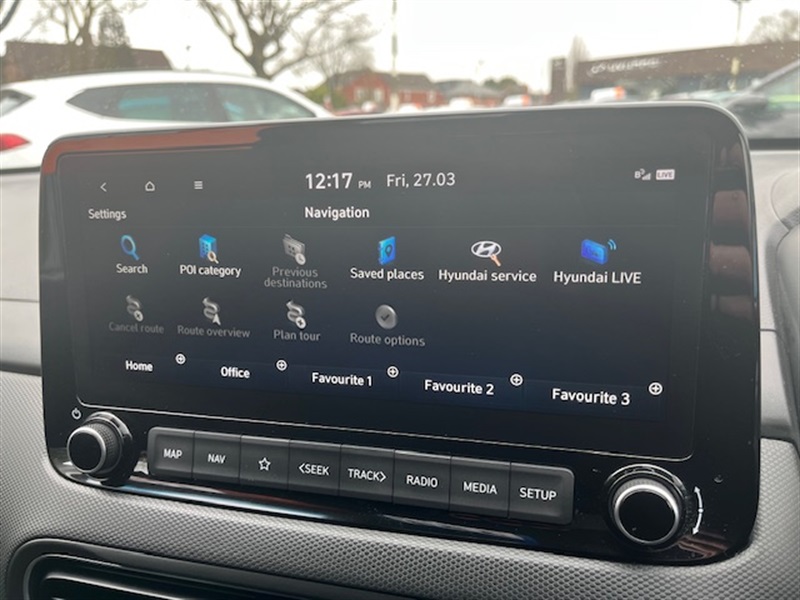 12:17 PM Fri, 27.03
LIVE
Settings
Navigation
Search
POI category
Previous
destinations
Saved places
Hyundai service
Hyundai LIVE
Cancel route
Route overview
Plan tour
Route options
Home
Office
Favourite 1
Favourite 2
Favourite 3
MAP
NAV
<SEEK
TRACK>
RADIO
MEDIA
SETUP